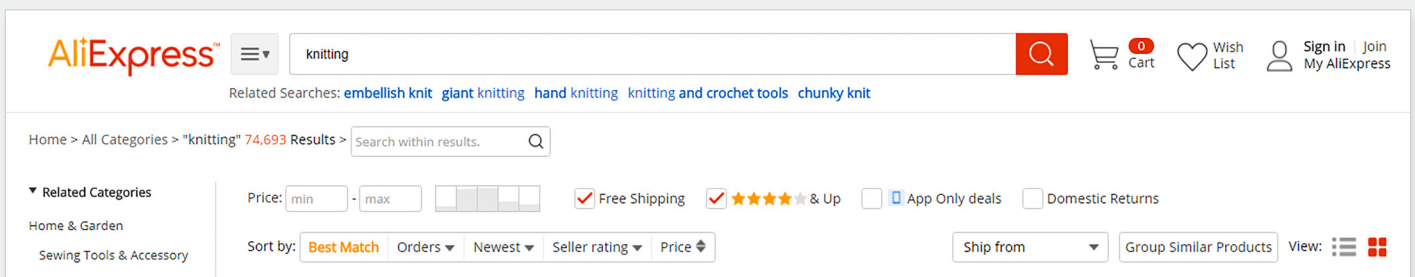 AliExpress™
knitting
0
Cart
Wish
List
Sign in | Join
My AliExpress
Related Searches: embellish knit giant knitting hand knitting knitting and crochet tools chunky knit
Home > All Categories > "knitting" 74,693 Results > Search within results.
Related Categories
Home & Garden
Sewing Tools & Accessory
Price: min - max Free Shipping & Up App Only deals Domestic Returns
Sort by: Best Match Orders Newest Seller rating Price Ship from Group Similar Products View: